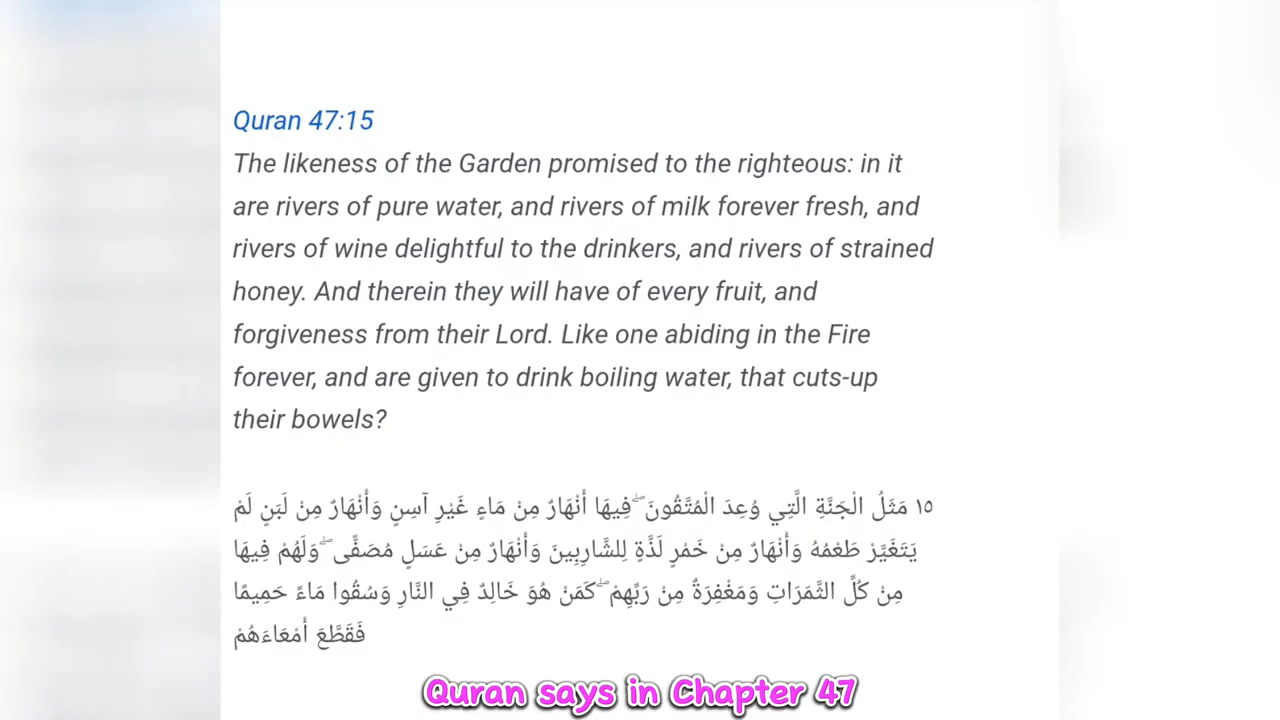 Quran 47:15
The likeness of the Garden promised to the righteous: in it
are rivers of pure water, and rivers of milk forever fresh, and
rivers of wine delightful to the drinkers, and rivers of strained
honey. And therein they will have of every fruit, and
forgiveness from their Lord. Like one abiding in the Fire
forever, and are given to drink boiling water, that cuts-up
their bowels?
١٥ مَثَلُ الْجَنَّةِ الَّتِي وُعِدَ الْمُتَّقُونَ ۖ فِيهَا أَنْهَارٌ مِنْ مَاءٍ غَيْرِ آسِنٍ وَأَنْهَارٌ مِنْ لَبَنٍ لَمْ
يَتَغَيَّرْ طَعْمُهُ وَأَنْهَارٌ مِنْ خَمْرٍ لَذَّةٍ لِلشَّارِبِينَ وَأَنْهَارٌ مِنْ عَسَلٍ مُصَفًّى ۖ وَلَهُمْ فِيهَا
مِنْ كُلِّ الثَّمَرَاتِ وَمَغْفِرَةٌ مِنْ رَبِّهِمْ ۖ كَمَنْ هُوَ خَالِدٌ فِي النَّارِ وَسُقُوا مَاءً حَمِيمًا
فَقَطَّعَ أَمْعَاءَهُمْ
Quran says in Chapter 47